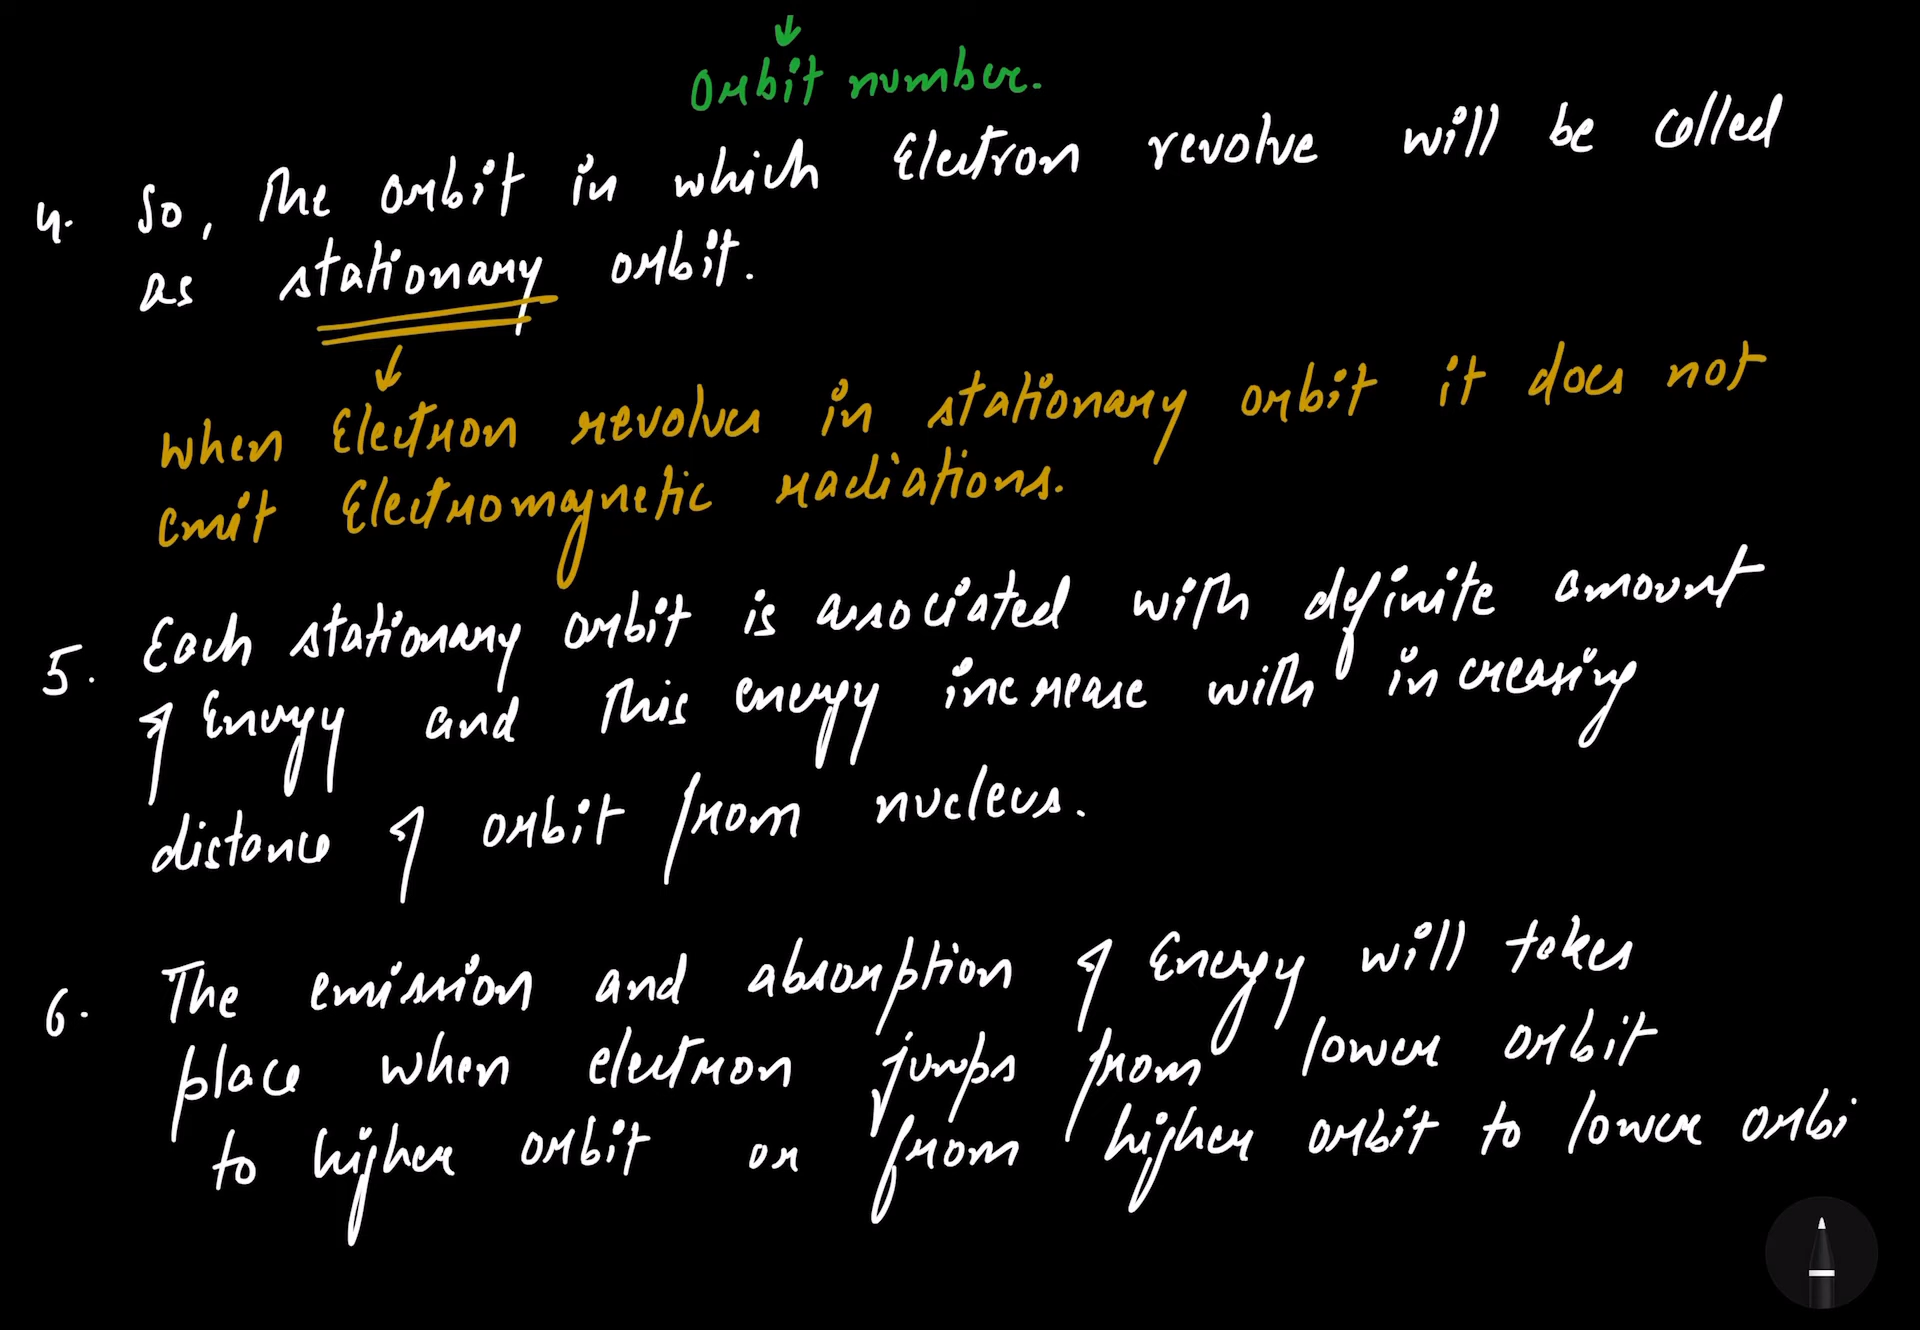 ↓
Orbit number.
4. So, The orbit in which Electron revolve will be called
as stationary orbit.
↓
When Electron revolves in stationary orbit it does not
emit Electromagnetic radiations.
5. Each stationary orbit is associated with definite amount
of Energy and this energy increase with increasing
distance of orbit from nucleus.
6. The emission and absorption of Energy will takes
place when electron jumps from lower orbit
to higher orbit or from higher orbit to lower orbi